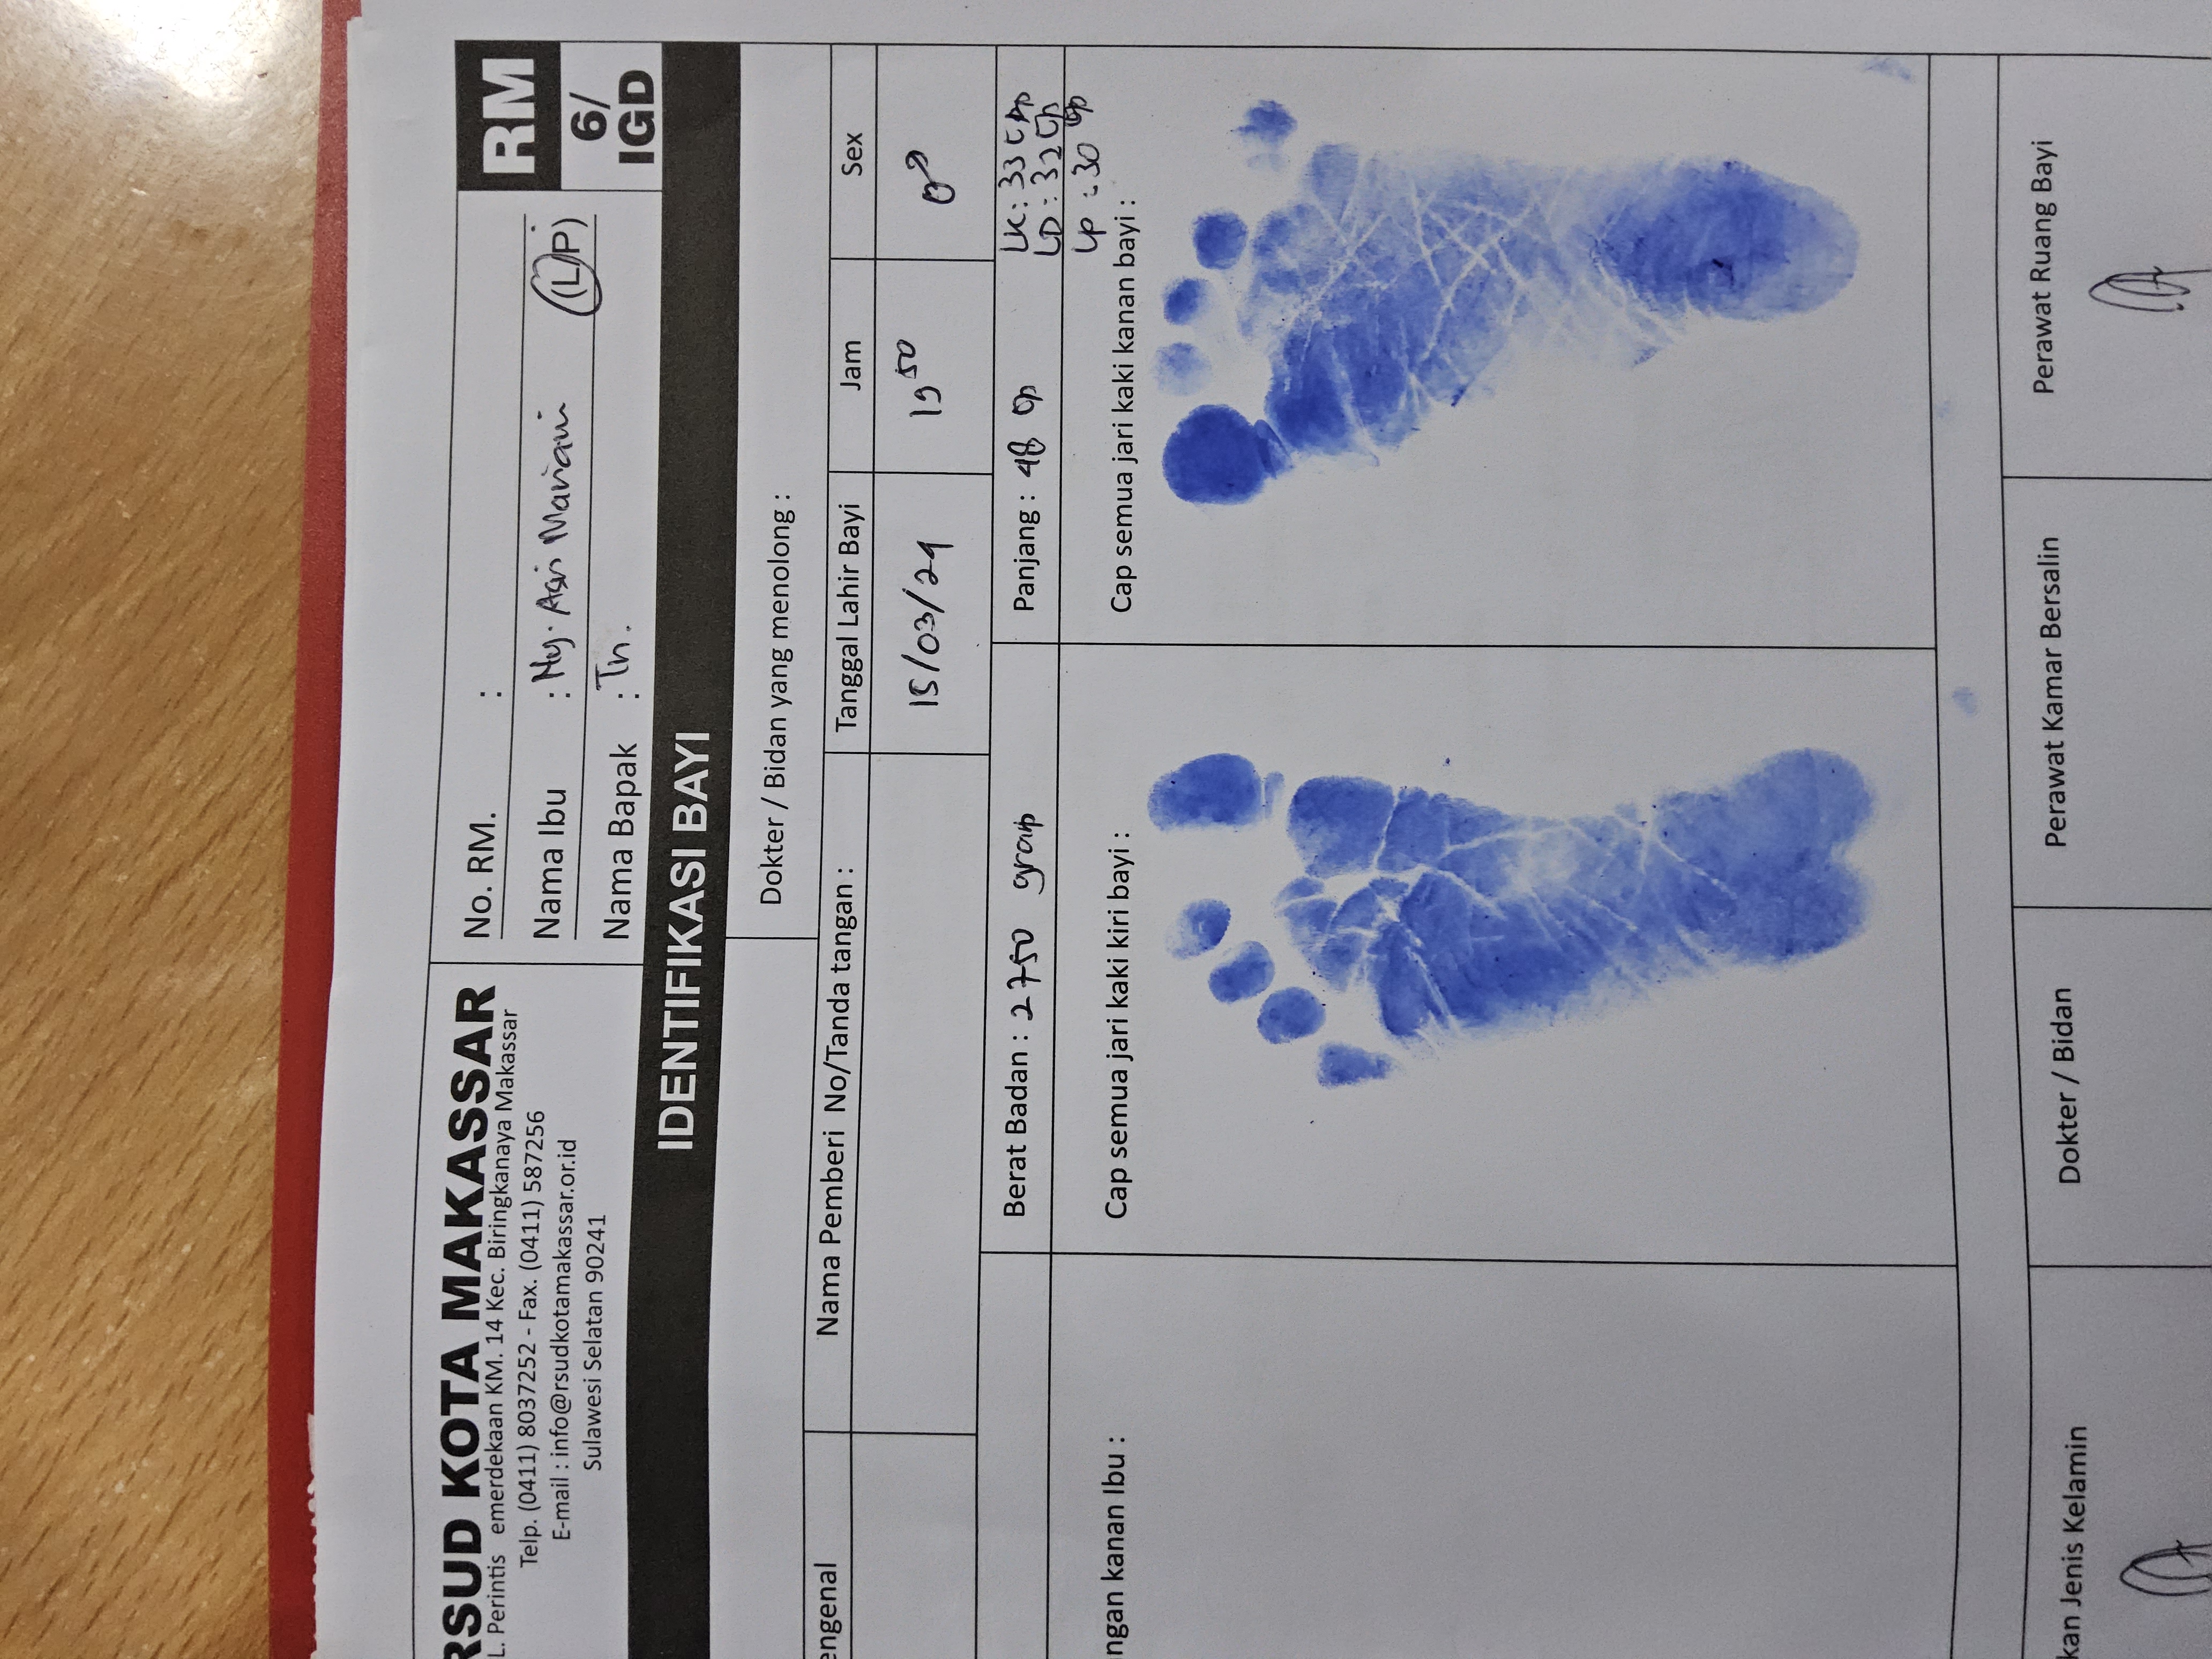 RSUD KOTA MAKASSAR
L. Perintis emerdekaan KM. 14 Kec. Biringkanaya Makassar
Telp. (0411) 8037252 - Fax. (0411) 587256
E-mail : info@rsudkotamakassar.or.id
Sulawesi Selatan 90241
No. RM. :
Nama Ibu : Ny. Asri Mariani (L/P)
Nama Bapak : Tn.
RM
6/
IGD
IDENTIFIKASI BAYI
Dokter / Bidan yang menolong :
engenal
Nama Pemberi No/Tanda tangan :
Tanggal Lahir Bayi
Jam
Sex
15/03/24
19 50
♂
Berat Badan : 2750 gram
Panjang : 48 cm
LK : 33 cm
LD : 32 cm
LP : 30 cm
ngan kanan Ibu :
Cap semua jari kaki kiri bayi :
Cap semua jari kaki kanan bayi :
kan Jenis Kelamin
Dokter / Bidan
Perawat Kamar Bersalin
Perawat Ruang Bayi